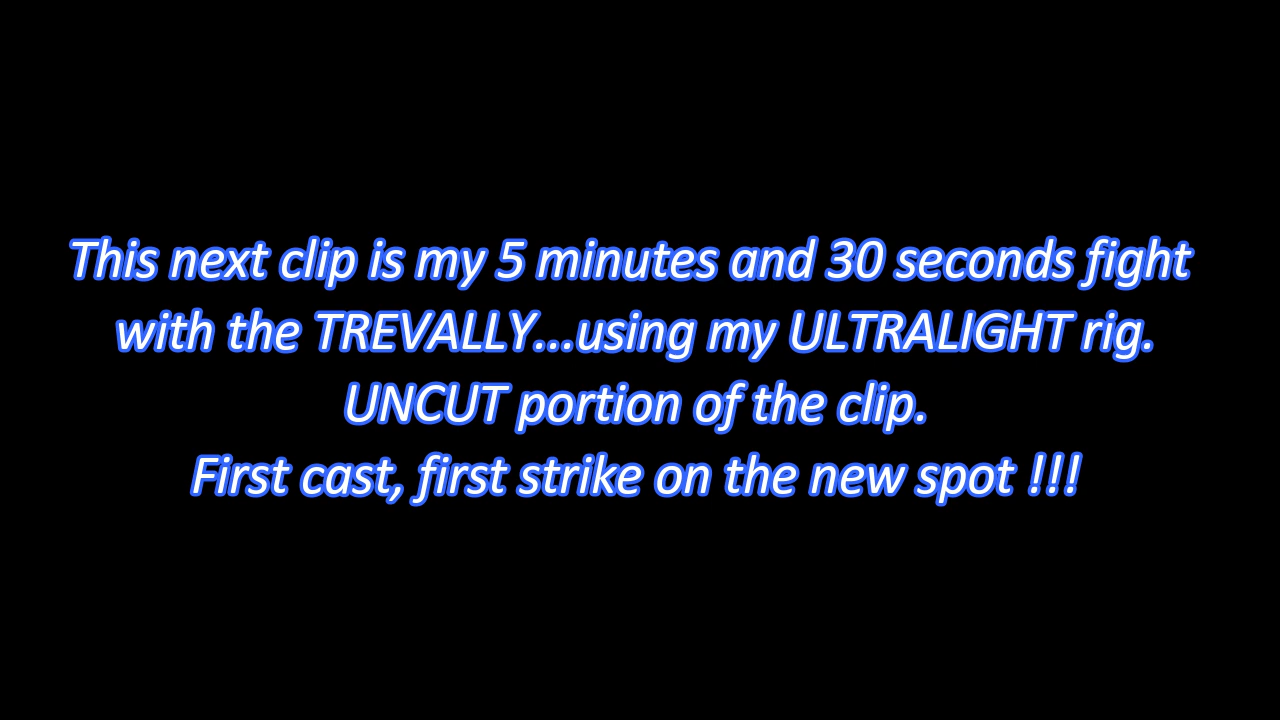 This next clip is my 5 minutes and 30 seconds fight
with the TREVALLY...using my ULTRALIGHT rig.
UNCUT portion of the clip.
First cast, first strike on the new spot !!!